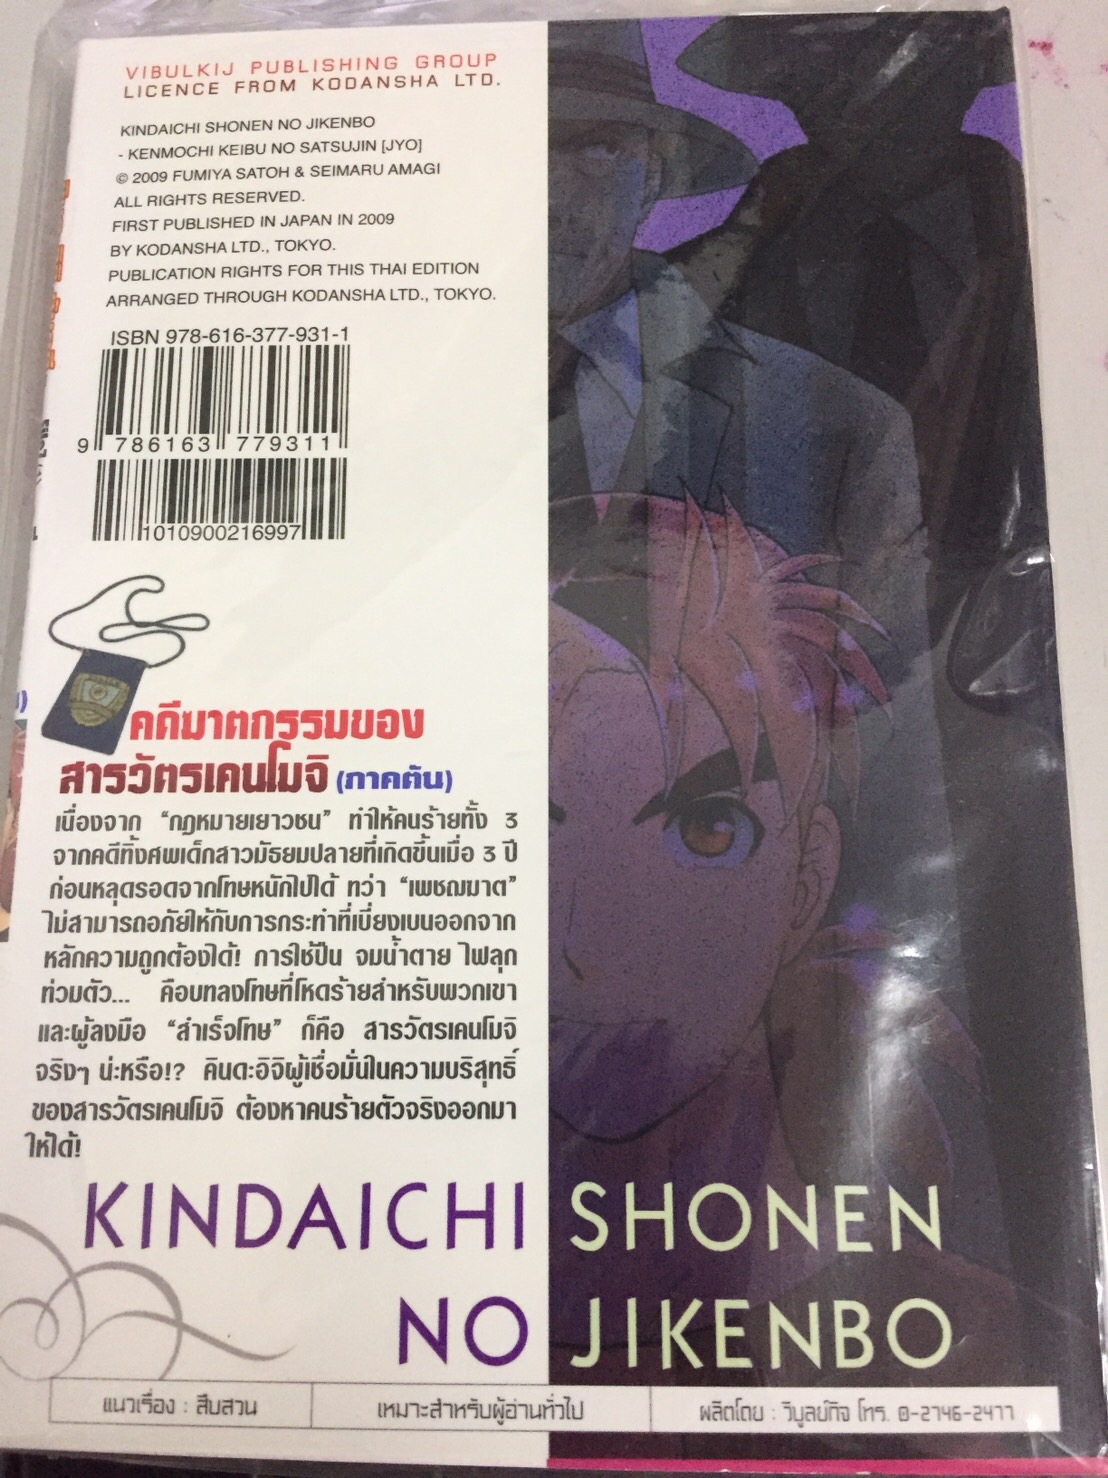 VIBULKIJ PUBLISHING GROUP
LICENCE FROM KODANSHA LTD.
KINDAICHI SHONEN NO JIKENBO
- KENMOCHI KEIBU NO SATSUJIN [JYO]
© 2009 FUMIYA SATOH & SEIMARU AMAGI
ALL RIGHTS RESERVED.
FIRST PUBLISHED IN JAPAN IN 2009
BY KODANSHA LTD., TOKYO.
PUBLICATION RIGHTS FOR THIS THAI EDITION
ARRANGED THROUGH KODANSHA LTD., TOKYO.
ISBN 978-616-377-931-1
9 786163 779311
1010900216997
คดีฆาตกรรมของ
สารวัตรเคนโมจิ (ภาคต้น)
เนื่องจาก “กฎหมายเยาวชน” ทำให้คนร้ายทั้ง 3
จากคดีทิ้งศพเด็กสาวมัธยมปลายที่เกิดขึ้นเมื่อ 3 ปี
ก่อนหลุดรอดจากโทษหนักไปได้ ทว่า “เพชฌฆาต”
ไม่สามารถอภัยให้กับการกระทำที่เบี่ยงเบนออกจาก
หลักความถูกต้องได้! การใช้ปืน จมน้ำตาย ไฟลุก
ท่วมตัว... คือบทลงโทษที่โหดร้ายสำหรับพวกเขา
และผู้ลงมือ “สำเร็จโทษ” ก็คือ สารวัตรเคนโมจิ
จริงๆ น่ะหรือ!? คินดะอิจิผู้เชื่อมั่นในความบริสุทธิ์
ของสารวัตรเคนโมจิ ต้องหาคนร้ายตัวจริงออกมา
ให้ได้!
KINDAICHI SHONEN
NO JIKENBO
แนวเรื่อง : สืบสวน เหมาะสำหรับผู้อ่านทั่วไป ผลิตโดย : วิบูลย์กิจ โทร. 0-2746-2477